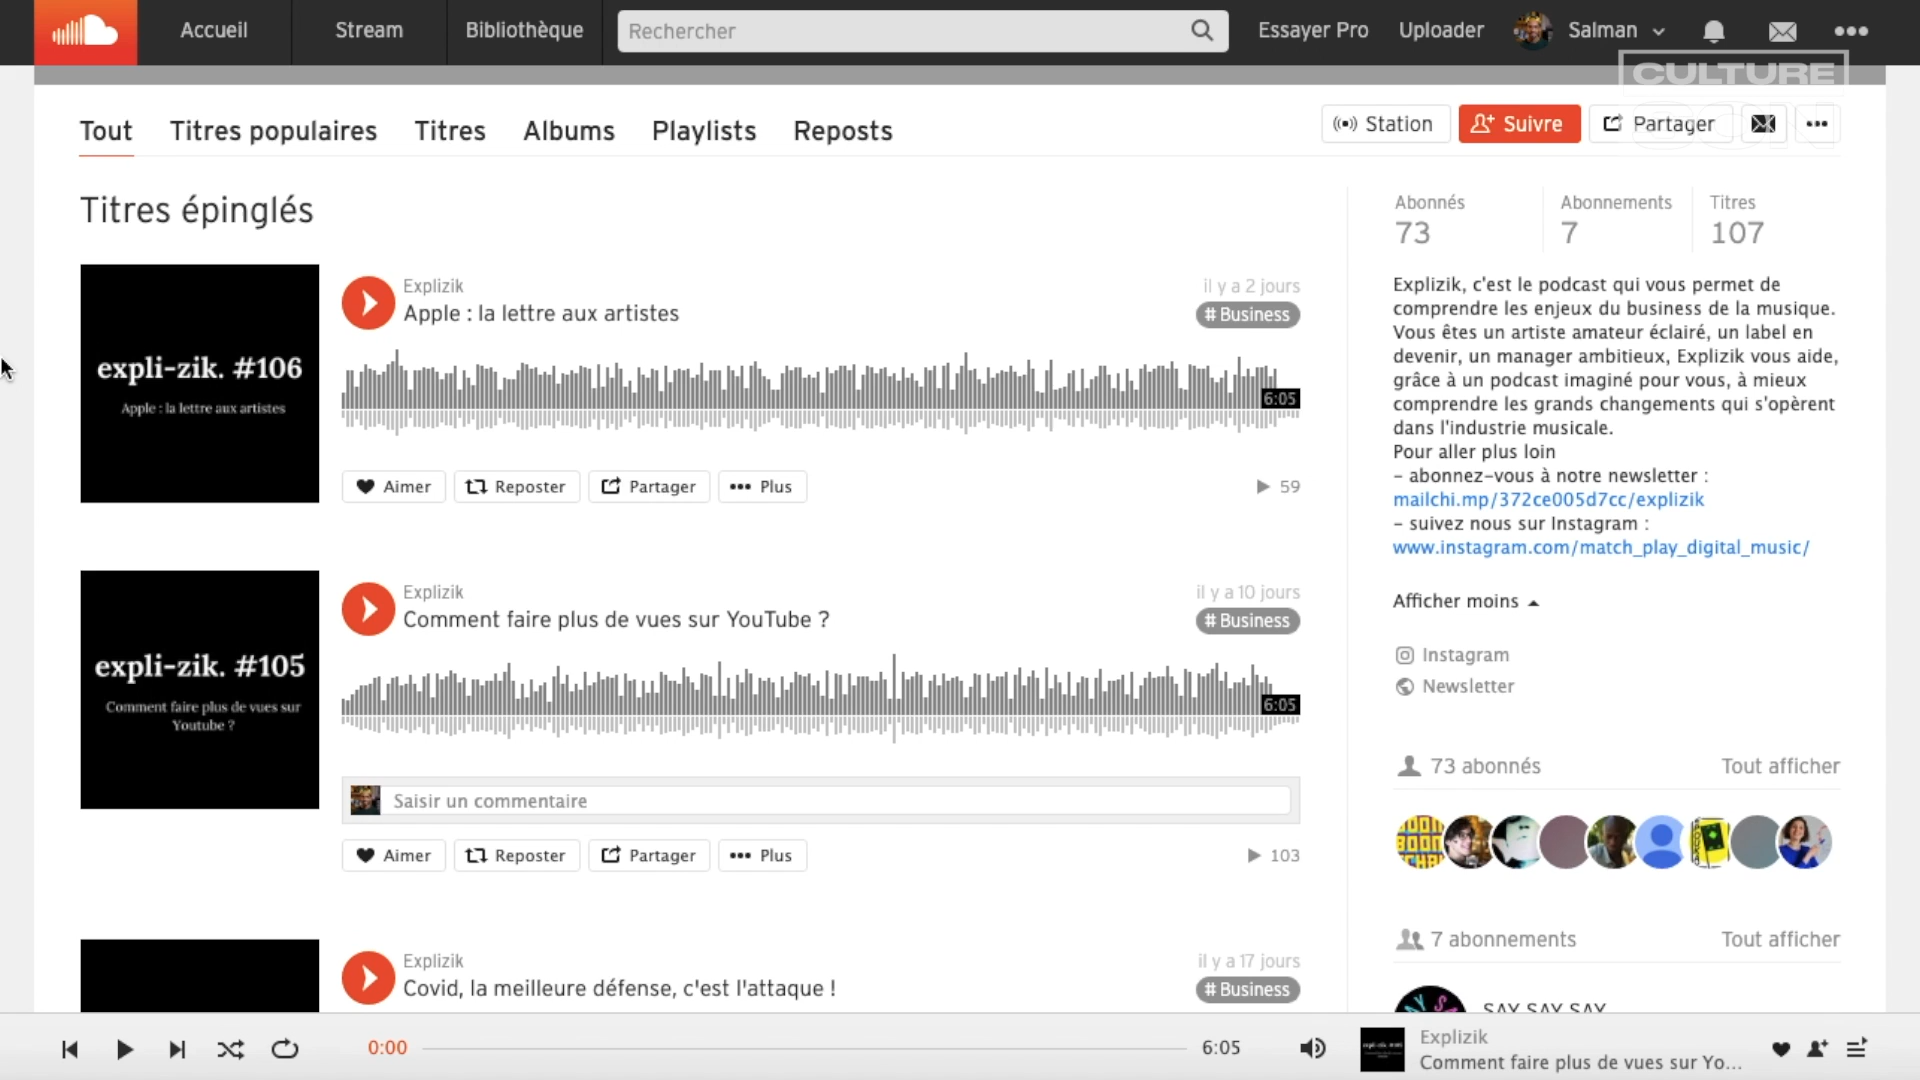 Accueil
Stream
Bibliothèque
Rechercher
Essayer Pro
Uploader
Salman
CULTURE
Tout
Titres populaires
Titres
Albums
Playlists
Reposts
Station
Suivre
Partager
Titres épinglés
expli-zik. #106
Apple : la lettre aux artistes
Explizik
Apple : la lettre aux artistes
il y a 2 jours
# Business
6:05
Aimer
Reposter
Partager
Plus
59
expli-zik. #105
Comment faire plus de vues sur
Youtube ?
Explizik
Comment faire plus de vues sur YouTube ?
il y a 10 jours
# Business
6:05
Saisir un commentaire
Aimer
Reposter
Partager
Plus
103
Explizik
Covid, la meilleure défense, c'est l'attaque !
il y a 17 jours
# Business
Abonnés
73
Abonnements
7
Titres
107
Explizik, c'est le podcast qui vous permet de
comprendre les enjeux du business de la musique.
Vous êtes un artiste amateur éclairé, un label en
devenir, un manager ambitieux, Explizik vous aide,
grâce à un podcast imaginé pour vous, à mieux
comprendre les grands changements qui s'opèrent
dans l'industrie musicale.
Pour aller plus loin
- abonnez-vous à notre newsletter :
mailchi.mp/372ce005d7cc/explizik
- suivez nous sur Instagram :
www.instagram.com/match_play_digital_music/
Afficher moins
Instagram
Newsletter
73 abonnés
Tout afficher
7 abonnements
Tout afficher
SAY SAY SAY
0:00
6:05
Explizik
Comment faire plus de vues sur Yo...